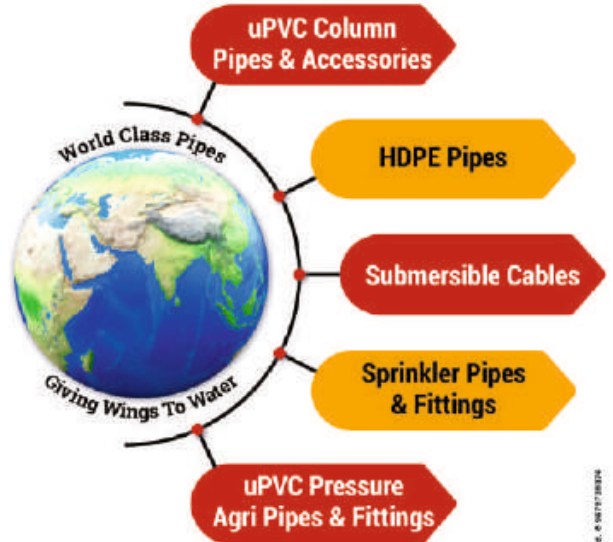 uPVC Column
Pipes & Accessories
World Class Pipes
HDPE Pipes
Submersible Cables
Giving Wings To Water
Sprinkler Pipes
& Fittings
uPVC Pressure
Agri Pipes & Fittings